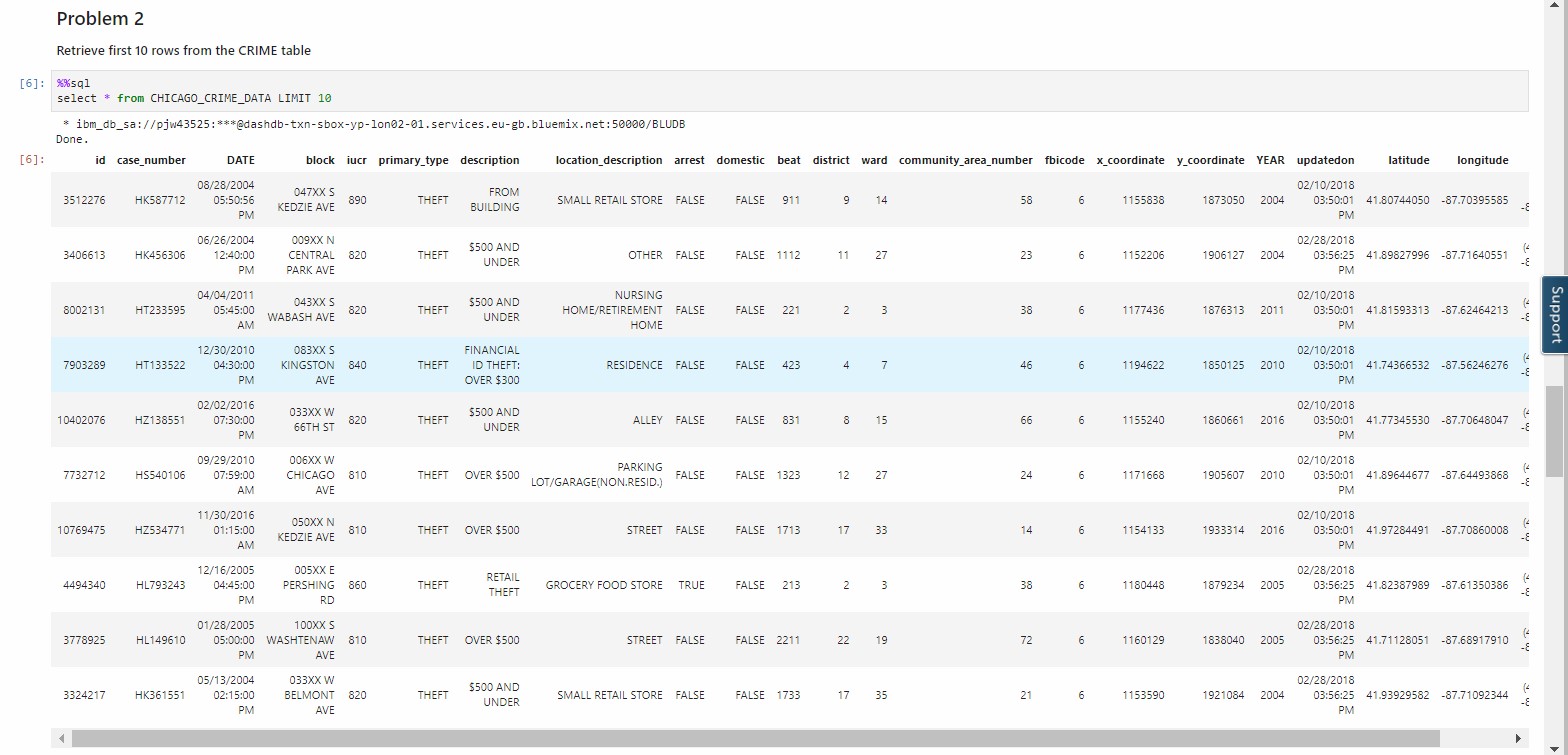 Problem 2
Retrieve first 10 rows from the CRIME table
[6]: %%sql
select * from CHICAGO_CRIME_DATA LIMIT 10
* ibm_db_sa://pjw43525:***@dashdb-txn-sbox-yp-lon02-01.services.eu-gb.bluemix.net:50000/BLUDB
Done.
[6]: id case_number DATE block iucr primary_type description location_description arrest domestic beat district ward community_area_number fbicode x_coordinate y_coordinate YEAR updatedon latitude longitude
3512276 HK587712 08/28/2004 05:50:56 PM 047XX S KEDZIE AVE 890 THEFT FROM BUILDING SMALL RETAIL STORE FALSE FALSE 911 9 14 58 6 1155838 1873050 2004 02/10/2018 03:50:01 PM 41.80744050 -87.70395585
3406613 HK456306 06/26/2004 12:40:00 PM 009XX N CENTRAL PARK AVE 820 THEFT $500 AND UNDER OTHER FALSE FALSE 1112 11 27 23 6 1152206 1906127 2004 02/28/2018 03:56:25 PM 41.89827996 -87.71640551
8002131 HT233595 04/04/2011 05:45:00 AM 043XX S WABASH AVE 820 THEFT $500 AND UNDER NURSING HOME/RETIREMENT HOME FALSE FALSE 221 2 3 38 6 1177436 1876313 2011 02/10/2018 03:50:01 PM 41.81593313 -87.62464213
7903289 HT133522 12/30/2010 04:30:00 PM 083XX S KINGSTON AVE 840 THEFT FINANCIAL ID THEFT: OVER $300 RESIDENCE FALSE FALSE 423 4 7 46 6 1194622 1850125 2010 02/10/2018 03:50:01 PM 41.74366532 -87.56246276
10402076 HZ138551 02/02/2016 07:30:00 PM 033XX W 66TH ST 820 THEFT $500 AND UNDER ALLEY FALSE FALSE 831 8 15 66 6 1155240 1860661 2016 02/10/2018 03:50:01 PM 41.77345530 -87.70648047
7732712 HS540106 09/29/2010 07:59:00 AM 006XX W CHICAGO AVE 810 THEFT OVER $500 PARKING LOT/GARAGE(NON.RESID.) FALSE FALSE 1323 12 27 24 6 1171668 1905607 2010 02/10/2018 03:50:01 PM 41.89644677 -87.64493868
10769475 HZ534771 11/30/2016 01:15:00 AM 050XX N KEDZIE AVE 810 THEFT OVER $500 STREET FALSE FALSE 1713 17 33 14 6 1154133 1933314 2016 02/10/2018 03:50:01 PM 41.97284491 -87.70860008
4494340 HL793243 12/16/2005 04:45:00 PM 005XX E PERSHING RD 860 THEFT RETAIL THEFT GROCERY FOOD STORE TRUE FALSE 213 2 3 38 6 1180448 1879234 2005 02/28/2018 03:56:25 PM 41.82387989 -87.61350386
3778925 HL149610 01/28/2005 05:00:00 PM 100XX S WASHTENAW AVE 810 THEFT OVER $500 STREET FALSE FALSE 2211 22 19 72 6 1160129 1838040 2005 02/28/2018 03:56:25 PM 41.71128051 -87.68917910
3324217 HK361551 05/13/2004 02:15:00 PM 033XX W BELMONT AVE 820 THEFT $500 AND UNDER SMALL RETAIL STORE FALSE FALSE 1733 17 35 21 6 1153590 1921084 2004 02/28/2018 03:56:25 PM 41.93929582 -87.71092344
Support